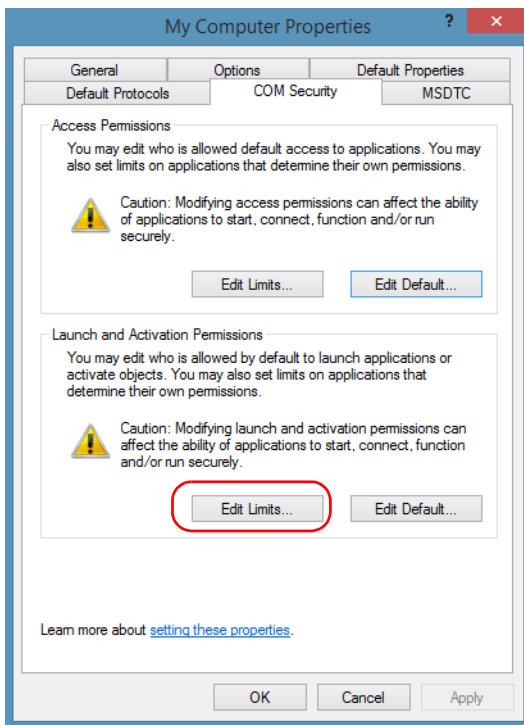 My Computer Properties
?
×
General
Options
Default Properties
Default Protocols
COM Security
MSDTC
Access Permissions
You may edit who is allowed default access to applications. You may
also set limits on applications that determine their own permissions.
Caution: Modifying access permissions can affect the ability
of applications to start, connect, function and/or run
securely.
Edit Limits...
Edit Default...
Launch and Activation Permissions
You may edit who is allowed by default to launch applications or
activate objects. You may also set limits on applications that
determine their own permissions.
Caution: Modifying launch and activation permissions can
affect the ability of applications to start, connect, function
and/or run securely.
Edit Limits...
Edit Default...
Learn more about setting these properties.
OK
Cancel
Apply